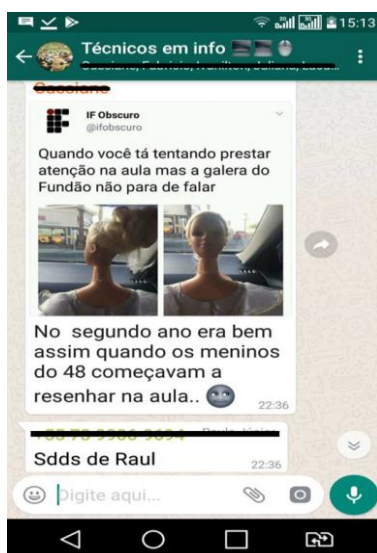 15:13
Técnicos em info
Cassiane
IF Obscuro
@ifobscuro
Quando você tá tentando prestar
atenção na aula mas a galera do
Fundão não para de falar
No segundo ano era bem
assim quando os meninos
do 48 começavam a
resenhar na aula..
22:36
Sdds de Raul
22:36
Digite aqui...